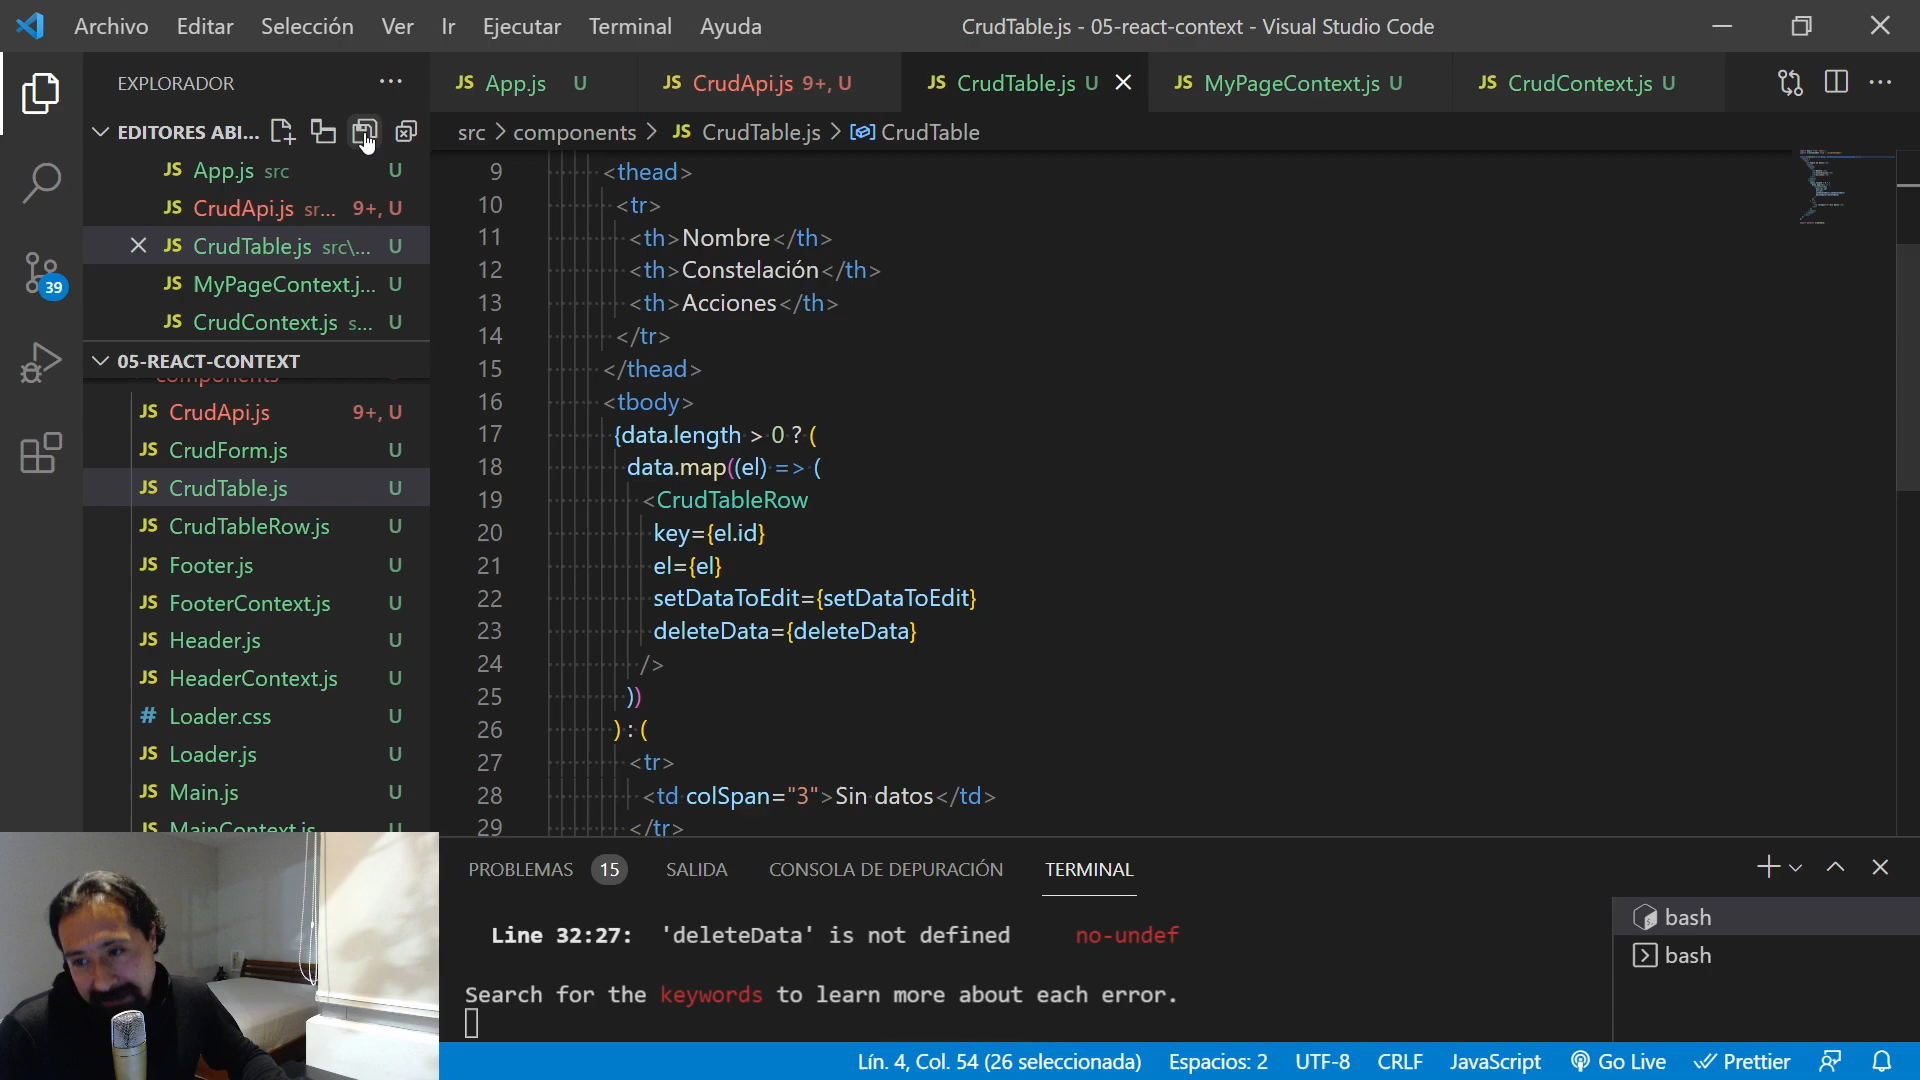 Archivo Editar Selección Ver Ir Ejecutar Terminal Ayuda
CrudTable.js - 05-react-context - Visual Studio Code
EXPLORADOR
JS App.js U
JS CrudApi.js 9+, U
JS CrudTable.js U
JS MyPageContext.js U
JS CrudContext.js U
EDITORES ABI...
src > components > JS CrudTable.js > CrudTable
JS App.js src U
JS CrudApi.js sr... 9+, U
JS CrudTable.js src\... U
JS MyPageContext.j... U
JS CrudContext.js s... U
39
05-REACT-CONTEXT
components
JS CrudApi.js 9+, U
JS CrudForm.js U
JS CrudTable.js U
JS CrudTableRow.js U
JS Footer.js U
JS FooterContext.js U
JS Header.js U
JS HeaderContext.js U
# Loader.css U
JS Loader.js U
JS Main.js U
JS MainContext.js U
9 <thead>
10 <tr>
11 <th>Nombre</th>
12 <th>Constelación</th>
13 <th>Acciones</th>
14 </tr>
15 </thead>
16 <tbody>
17 {data.length > 0 ? (
18 data.map((el) => (
19 <CrudTableRow
20 key={el.id}
21 el={el}
22 setDataToEdit={setDataToEdit}
23 deleteData={deleteData}
24 />
25 ))
26 ) : (
27 <tr>
28 <td colSpan="3">Sin datos</td>
29 </tr>
PROBLEMAS 15 SALIDA CONSOLA DE DEPURACIÓN TERMINAL
Line 32:27: 'deleteData' is not defined no-undef
Search for the keywords to learn more about each error.
bash
bash
Lín. 4, Col. 54 (26 seleccionada) Espacios: 2 UTF-8 CRLF JavaScript Go Live Prettier